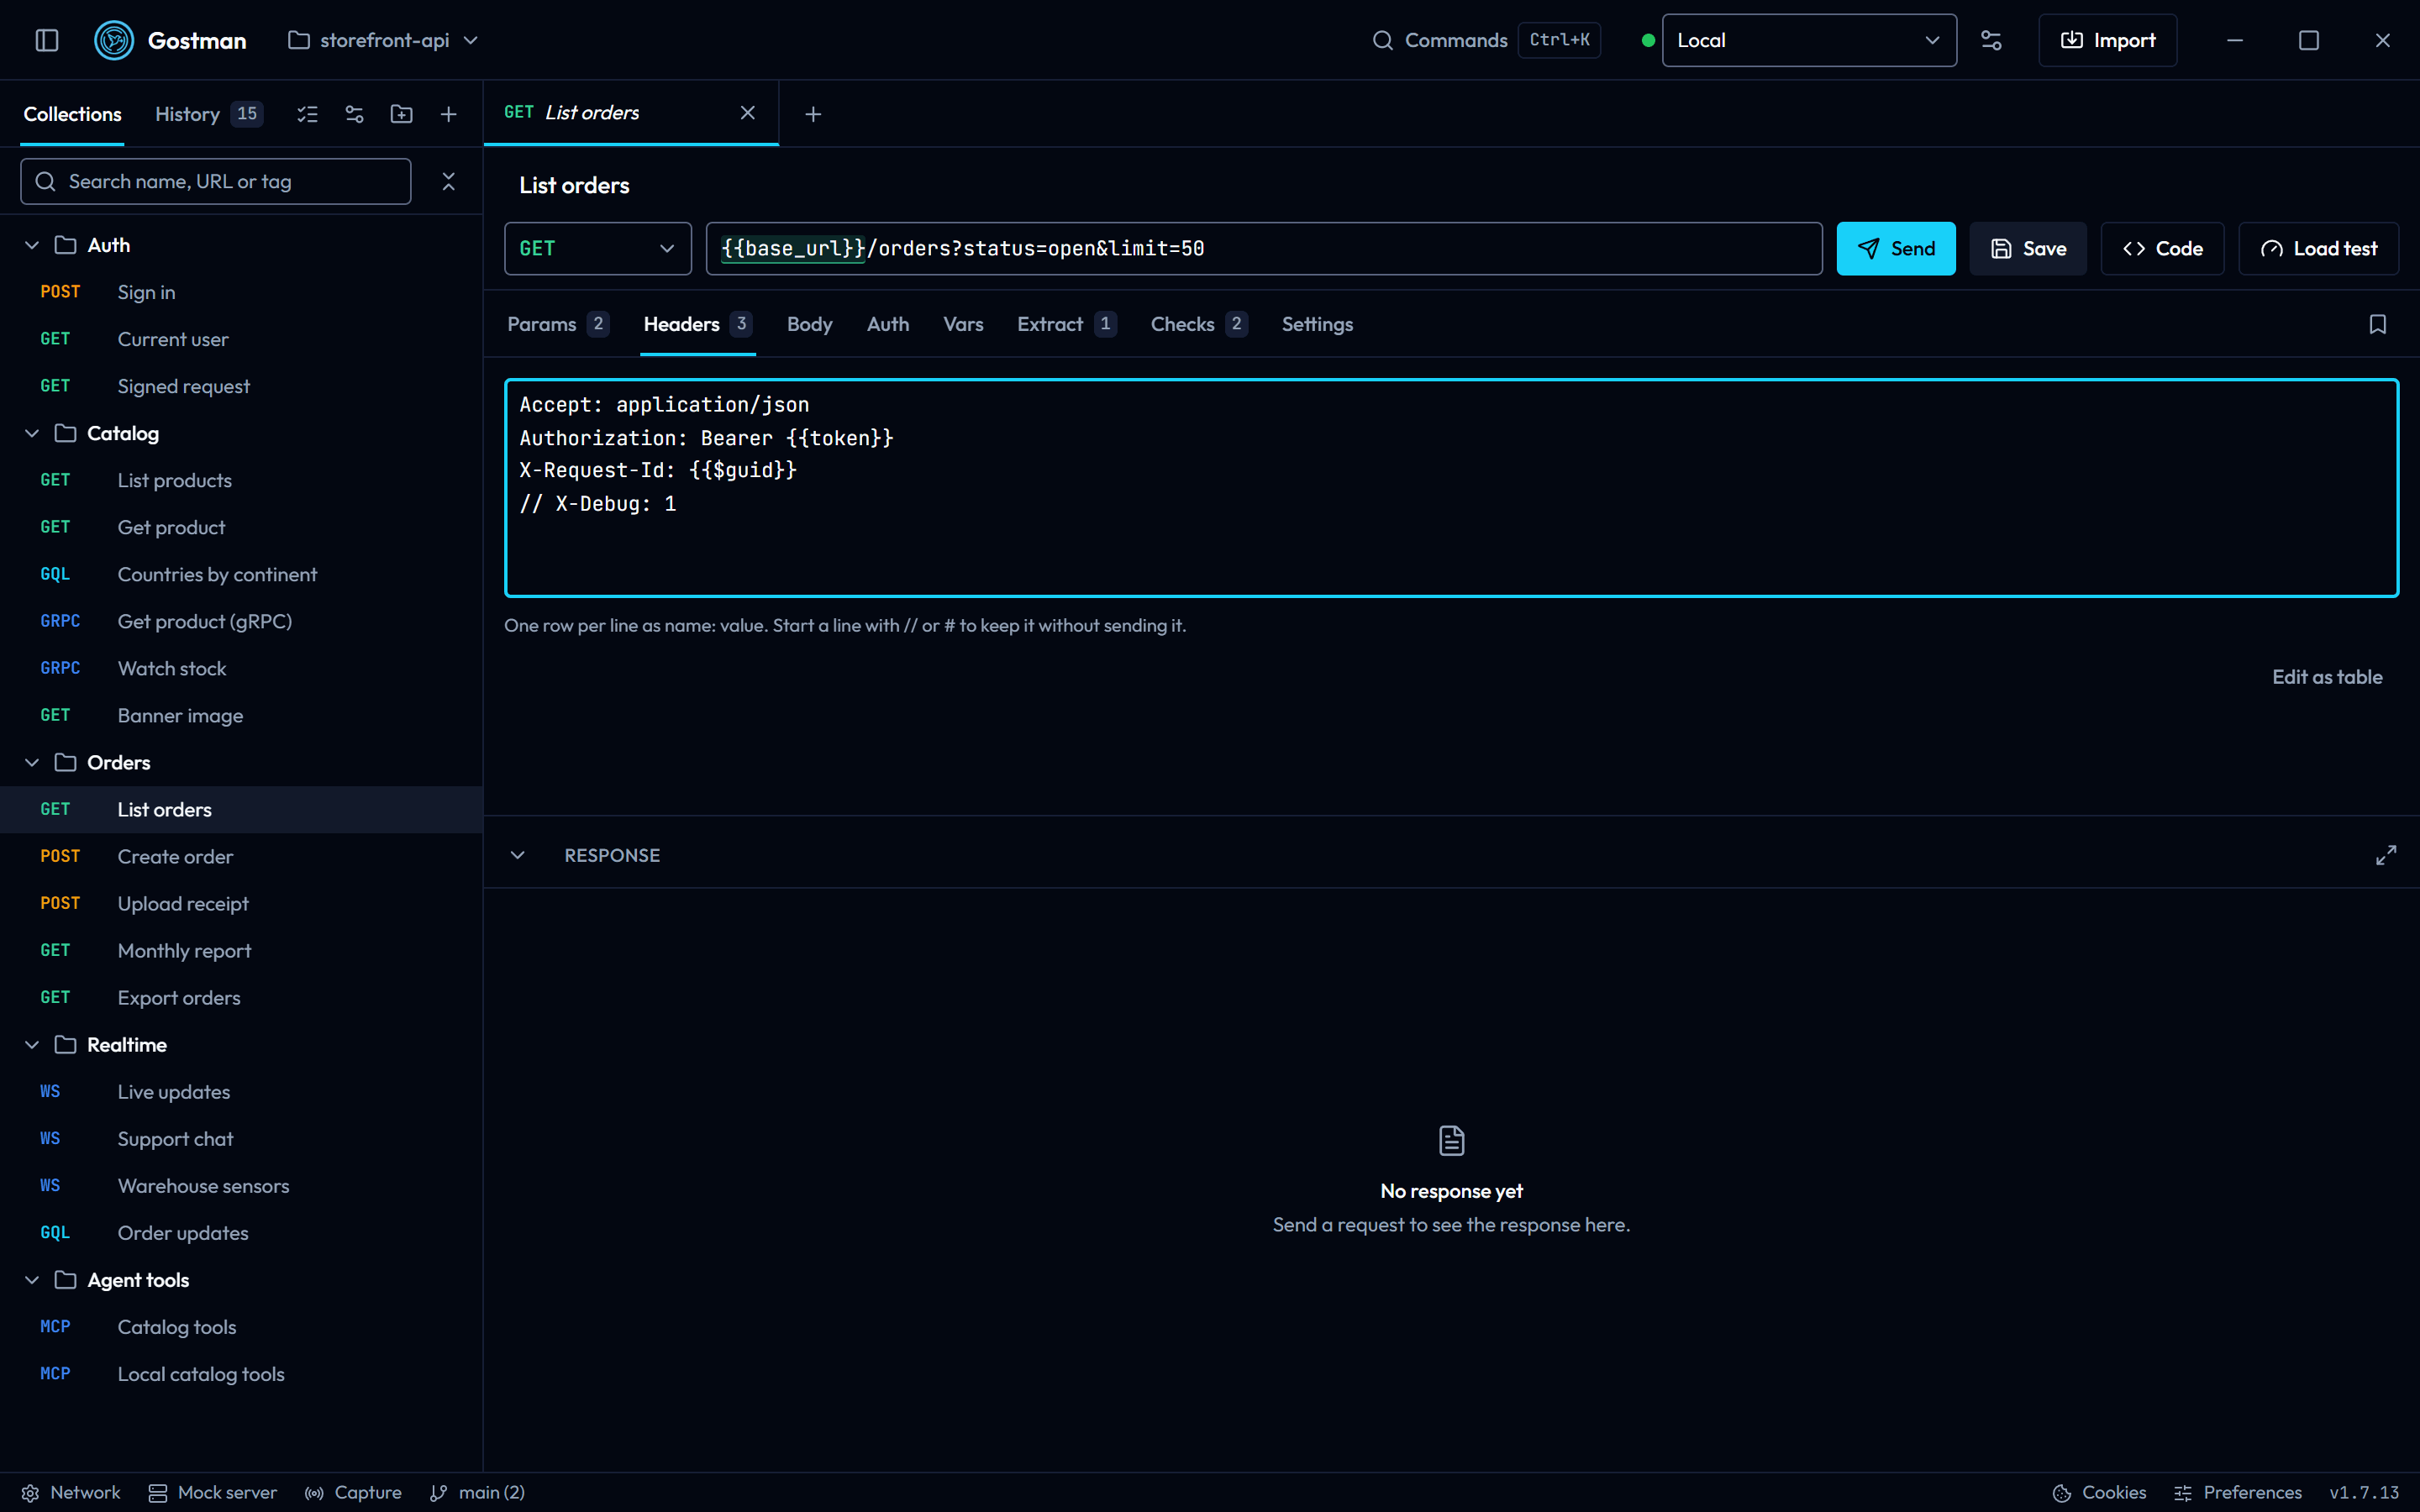 Gostman
storefront-api
Commands Ctrl+K
Local
Import
Collections
History 15
GET List orders
Search name, URL or tag
Auth
POST Sign in
GET Current user
GET Signed request
Catalog
GET List products
GET Get product
GQL Countries by continent
GRPC Get product (gRPC)
GRPC Watch stock
GET Banner image
Orders
GET List orders
POST Create order
POST Upload receipt
GET Monthly report
GET Export orders
Realtime
WS Live updates
WS Support chat
WS Warehouse sensors
GQL Order updates
Agent tools
MCP Catalog tools
MCP Local catalog tools
List orders
GET
{{base_url}}/orders?status=open&limit=50
Send
Save
Code
Load test
Params 2
Headers 3
Body
Auth
Vars
Extract 1
Checks 2
Settings
Accept: application/json
Authorization: Bearer {{token}}
X-Request-Id: {{$guid}}
// X-Debug: 1
One row per line as name: value. Start a line with // or # to keep it without sending it.
Edit as table
RESPONSE
No response yet
Send a request to see the response here.
Network
Mock server
Capture
main (2)
Cookies
Preferences
v1.7.13